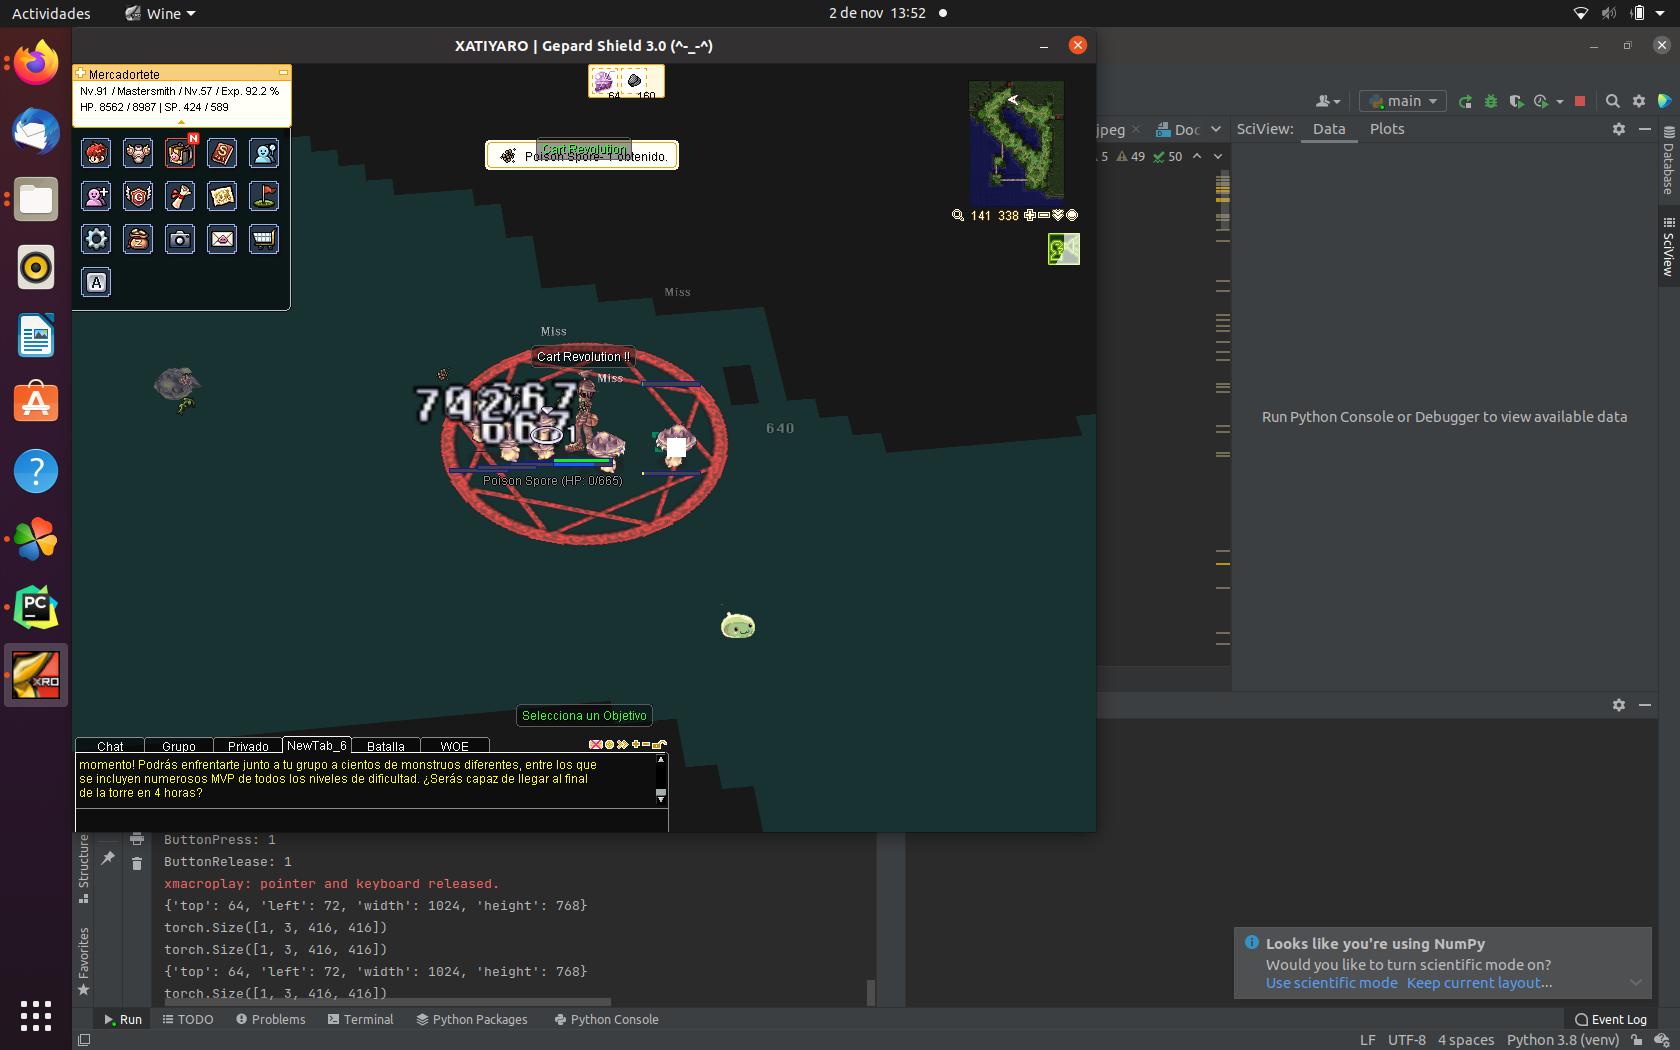 Actividades
Wine
2 de nov 13:52
XATIYARO | Gepard Shield 3.0 (^-_-^)
Mercadortete
Nv.91 / Mastersmith / Nv.57 / Exp. 92.2 %
HP. 8562 / 8987 | SP. 424 / 589
64 160
N
G
A
Cart Revolution
Poison Spore- 1 obtenido.
141 338
Miss
Miss
Cart Revolution !!
Miss
1
640
Poison Spore (HP: 0/665)
Selecciona un Objetivo
Chat Grupo Privado NewTab_6 Batalla WOE
momento! Podrás enfrentarte junto a tu grupo a cientos de monstruos diferentes, entre los que
se incluyen numerosos MVP de todos los niveles de dificultad. ¿Serás capaz de llegar al final
de la torre en 4 horas?
main
jpeg
Doc
SciView: Data Plots
5 49 50
Database
SciView
Run Python Console or Debugger to view available data
PC
XRO
Structure
Favorites
ButtonPress: 1
ButtonRelease: 1
xmacroplay: pointer and keyboard released.
{'top': 64, 'left': 72, 'width': 1024, 'height': 768}
torch.Size([1, 3, 416, 416])
torch.Size([1, 3, 416, 416])
{'top': 64, 'left': 72, 'width': 1024, 'height': 768}
torch.Size([1, 3, 416, 416])
Looks like you're using NumPy
Would you like to turn scientific mode on?
Use scientific mode Keep current layout...
Run TODO Problems Terminal Python Packages Python Console
Event Log
LF UTF-8 4 spaces Python 3.8 (venv)